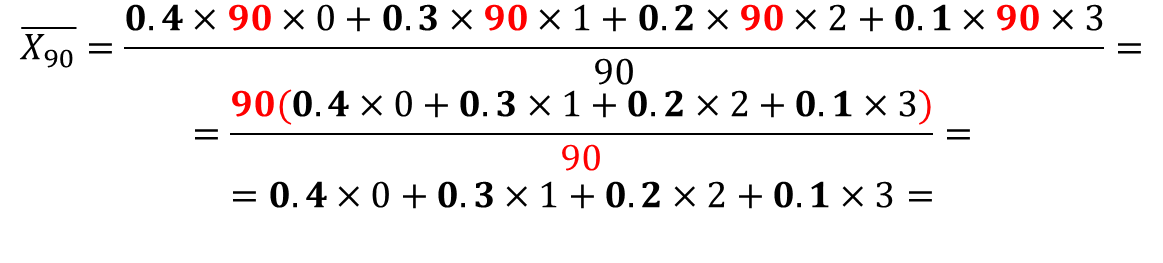 0.4 × 90 × 0 + 0.3 × 90 × 1 + 0.2 × 90 × 2 + 0.1 × 90 × 3
X̅₉₀ = =
90
90(0.4 × 0 + 0.3 × 1 + 0.2 × 2 + 0.1 × 3)
= =
90
= 0.4 × 0 + 0.3 × 1 + 0.2 × 2 + 0.1 × 3 =